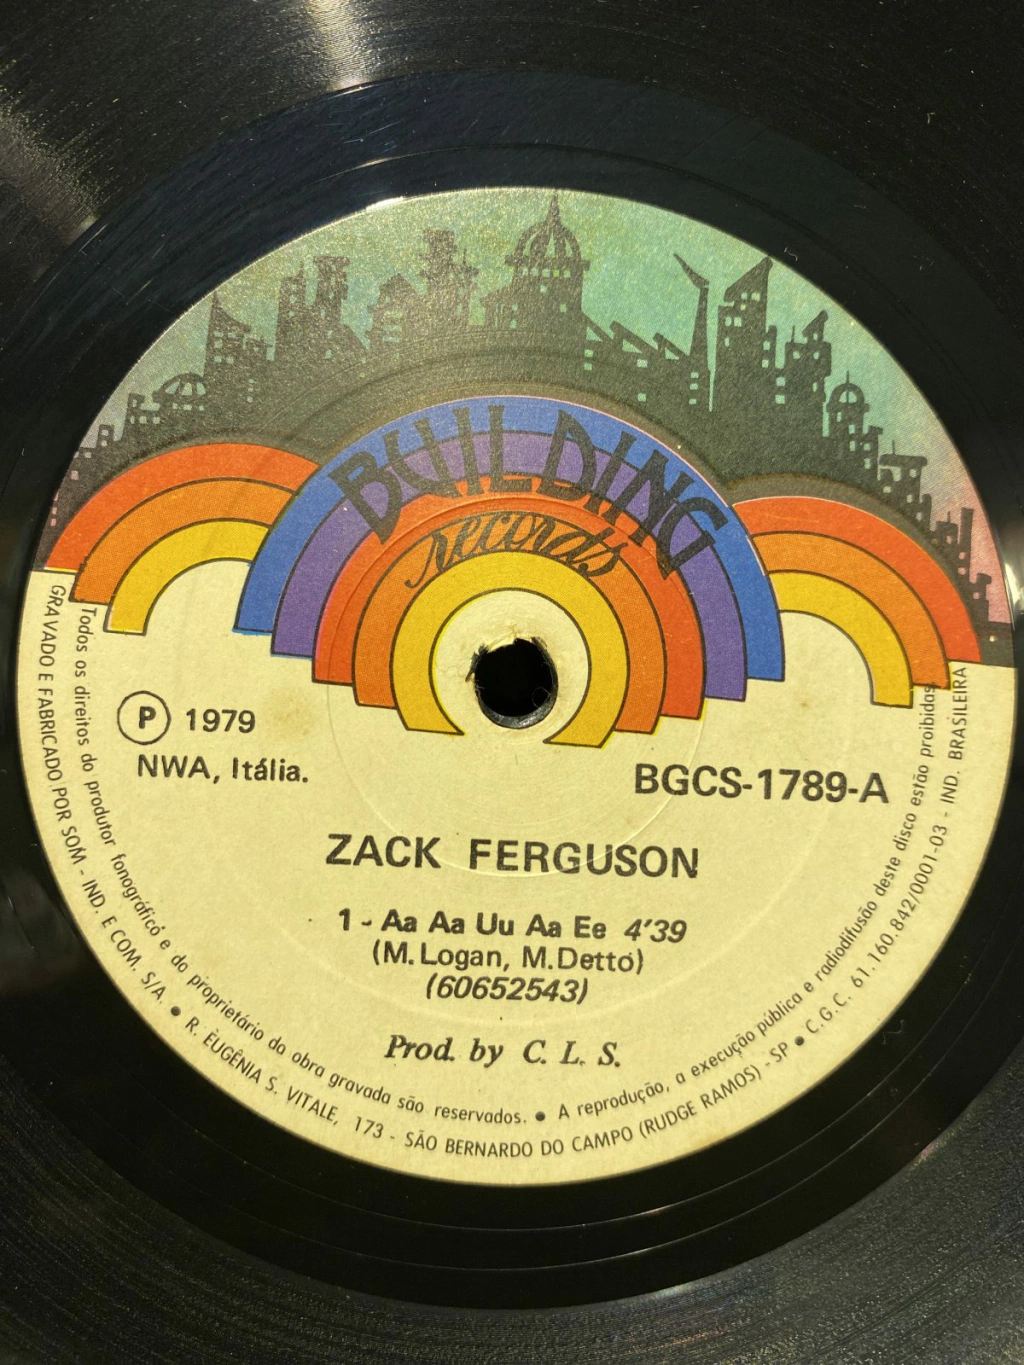 BUILDING
records
Ⓟ 1979
NWA, Itália.
BGCS-1789-A
ZACK FERGUSON
1 - Aa Aa Uu Aa Ee 4'39
(M. Logan, M. Detto)
(60652543)
Prod. by C. L. S.
Todos os direitos do produtor fonográfico e do proprietário da obra gravada são reservados. ● A reprodução, a execução pública e radiodifusão deste disco estão proibidas.
GRAVADO E FABRICADO POR SOM - IND. E COM. S/A. ● R. EUGÊNIA S. VITALE, 173 - SÃO BERNARDO DO CAMPO (RUDGE RAMOS) - SP ● C.G.C. 61.160.842/0001-03 - IND. BRASILEIRA